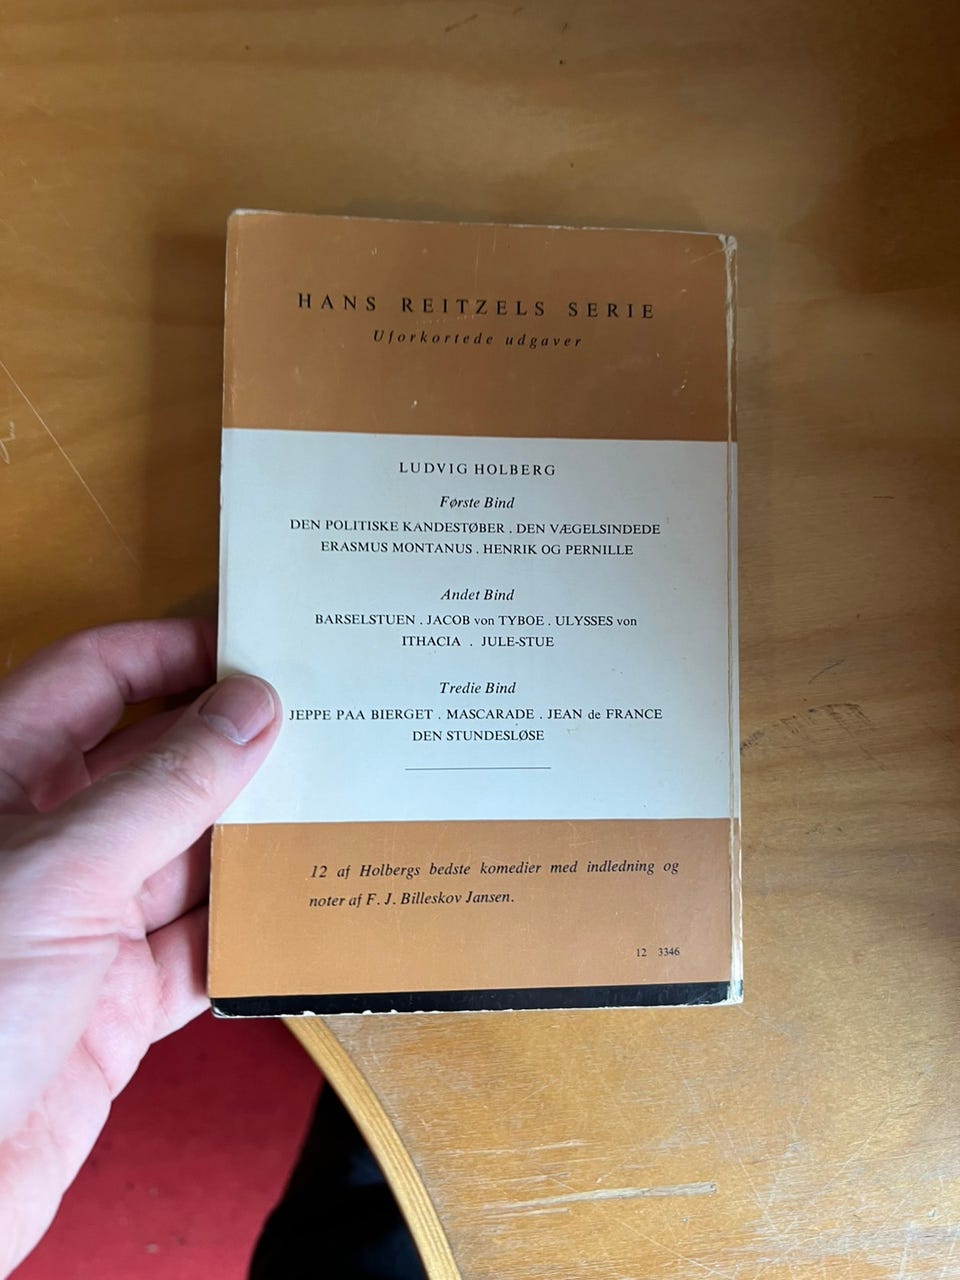 HANS REITZELS SERIE
Uforkortede udgaver
LUDVIG HOLBERG
Første Bind
DEN POLITISKE KANDESTØBER . DEN VÆGELSINDEDE
ERASMUS MONTANUS . HENRIK OG PERNILLE
Andet Bind
BARSELSTUEN . JACOB von TYBOE . ULYSSES von
ITHACIA . JULE-STUE
Tredie Bind
JEPPE PAA BIERGET . MASCARADE . JEAN de FRANCE
DEN STUNDESLØSE
12 af Holbergs bedste komedier med indledning og
noter af F. J. Billeskov Jansen.
12 3346